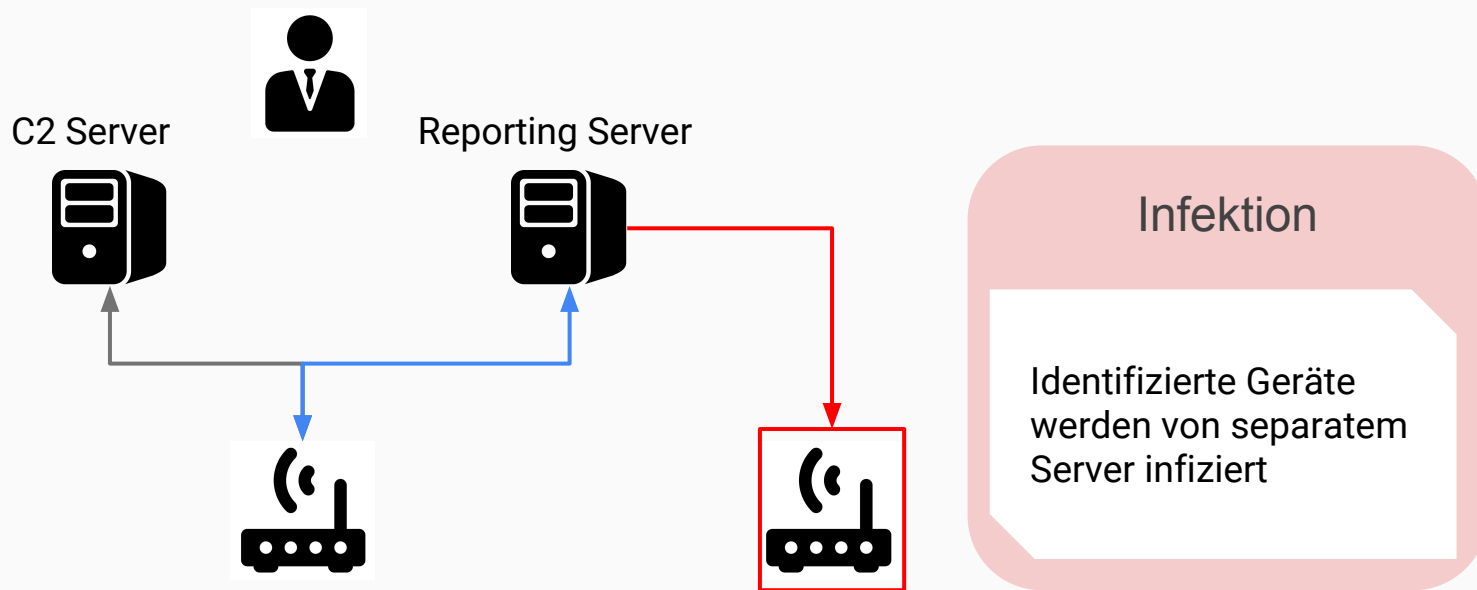 C2 Server
Reporting Server
Infektion
Identifizierte Geräte
werden von separatem
Server infiziert